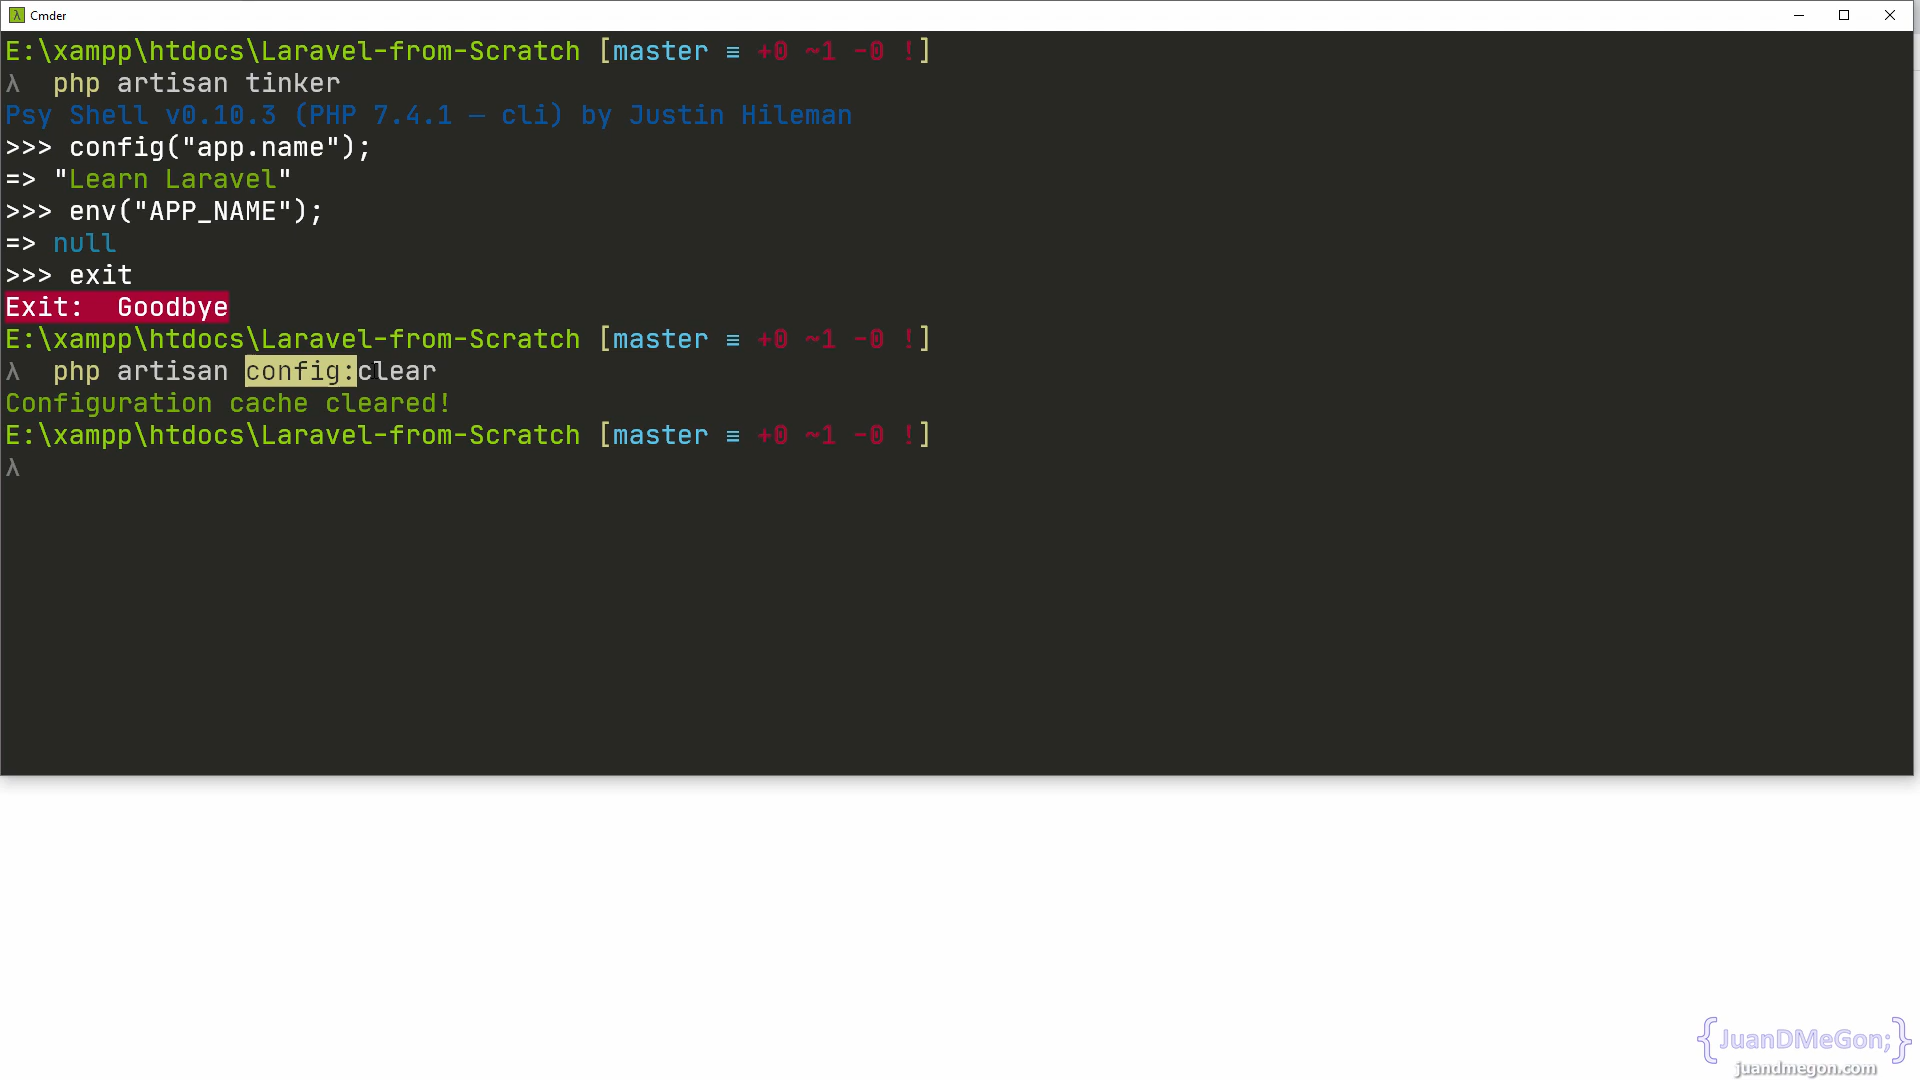 Cmder
E:\xampp\htdocs\Laravel-from-Scratch [master ≡ +0 ~1 -0 !]
λ php artisan tinker
Psy Shell v0.10.3 (PHP 7.4.1 — cli) by Justin Hileman
>>> config("app.name");
=> "Learn Laravel"
>>> env("APP_NAME");
=> null
>>> exit
Exit:  Goodbye
E:\xampp\htdocs\Laravel-from-Scratch [master ≡ +0 ~1 -0 !]
λ php artisan config:clear
Configuration cache cleared!
E:\xampp\htdocs\Laravel-from-Scratch [master ≡ +0 ~1 -0 !]
λ
{JuanDMeGon;}
juandmegon.com